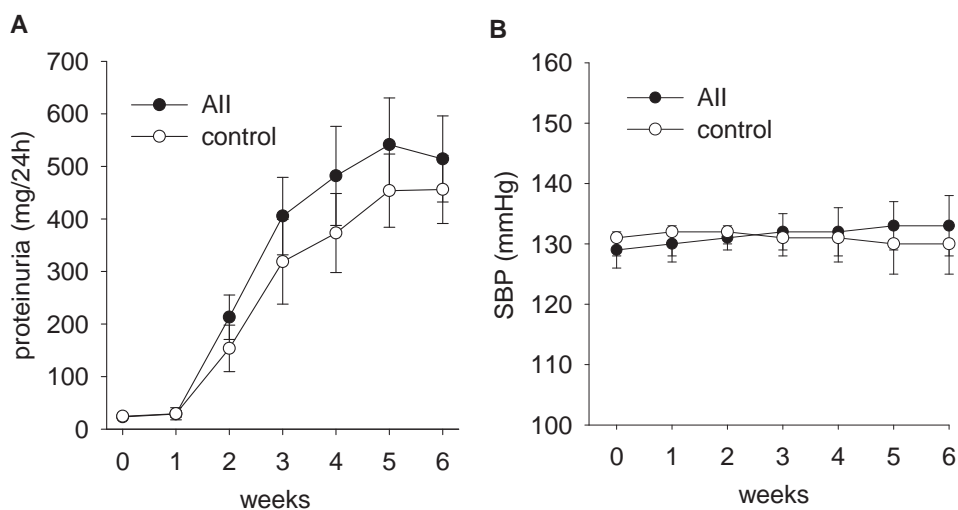 A
proteinuria (mg/24h)
700
600
500
400
300
200
100
0
AII
control
0 1 2 3 4 5 6
weeks
B
SBP (mmHg)
160
150
140
130
120
110
100
AII
control
0 1 2 3 4 5 6
weeks